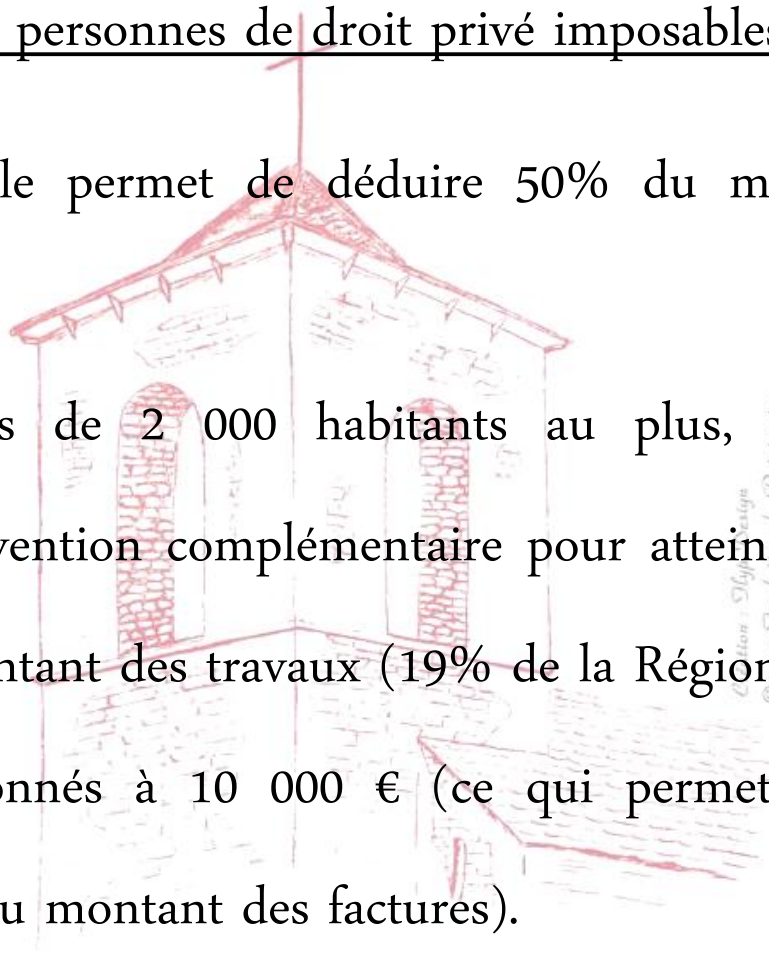 personnes de droit privé imposables
le permet de déduire 50% du m
s de 2 000 habitants au plus,
vention complémentaire pour attein
ntant des travaux (19% de la Région
onnés à 10 000 € (ce qui permet
u montant des factures).